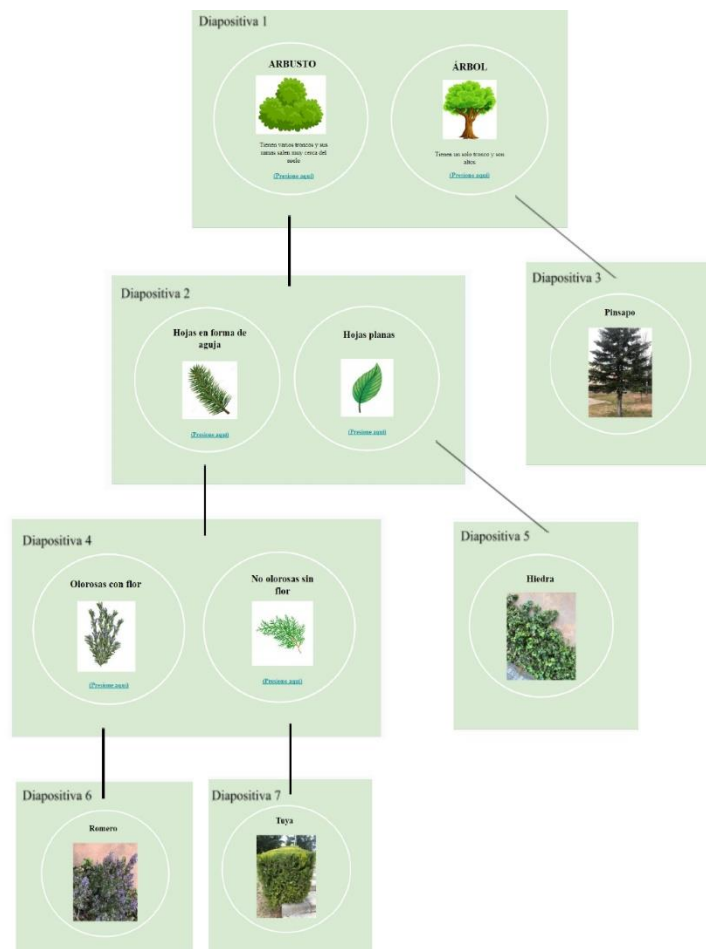 Diapositiva 1
ARBUSTO
Tienen varios troncos y sus
ramas salen muy cerca del
suelo
(Presione aquí)
ÁRBOL
Tienen un solo tronco y son
altos
(Presione aquí)
Diapositiva 2
Hojas en forma de
aguja
(Presione aquí)
Hojas planas
(Presione aquí)
Diapositiva 3
Pinsapo
Diapositiva 4
Olorosas con flor
(Presione aquí)
No olorosas sin
flor
(Presione aquí)
Diapositiva 5
Hiedra
Diapositiva 6
Romero
Diapositiva 7
Tuya